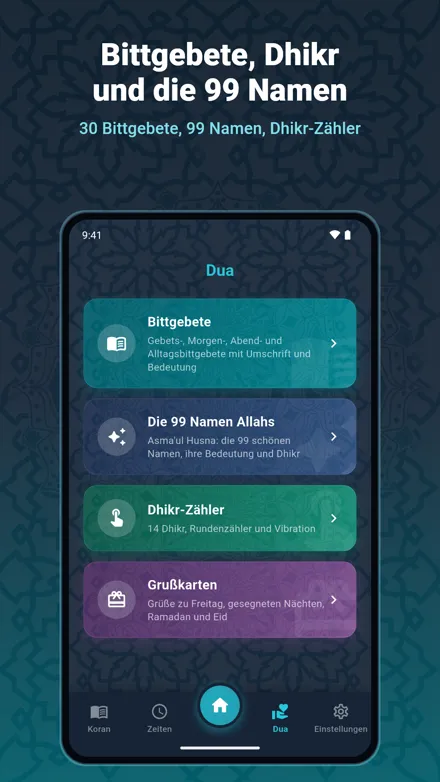 Bittgebete, Dhikr
und die 99 Namen
30 Bittgebete, 99 Namen, Dhikr-Zähler
9:41
Dua
Bittgebete
Gebets-, Morgen-, Abend- und
Alltagsbittgebete mit Umschrift und
Bedeutung
Die 99 Namen Allahs
Asma'ul Husna: die 99 schönen
Namen, ihre Bedeutung und Dhikr
Dhikr-Zähler
14 Dhikr, Rundenzähler und Vibration
Grußkarten
Grüße zu Freitag, gesegneten Nächten,
Ramadan und Eid
Koran
Zeiten
Dua
Einstellungen